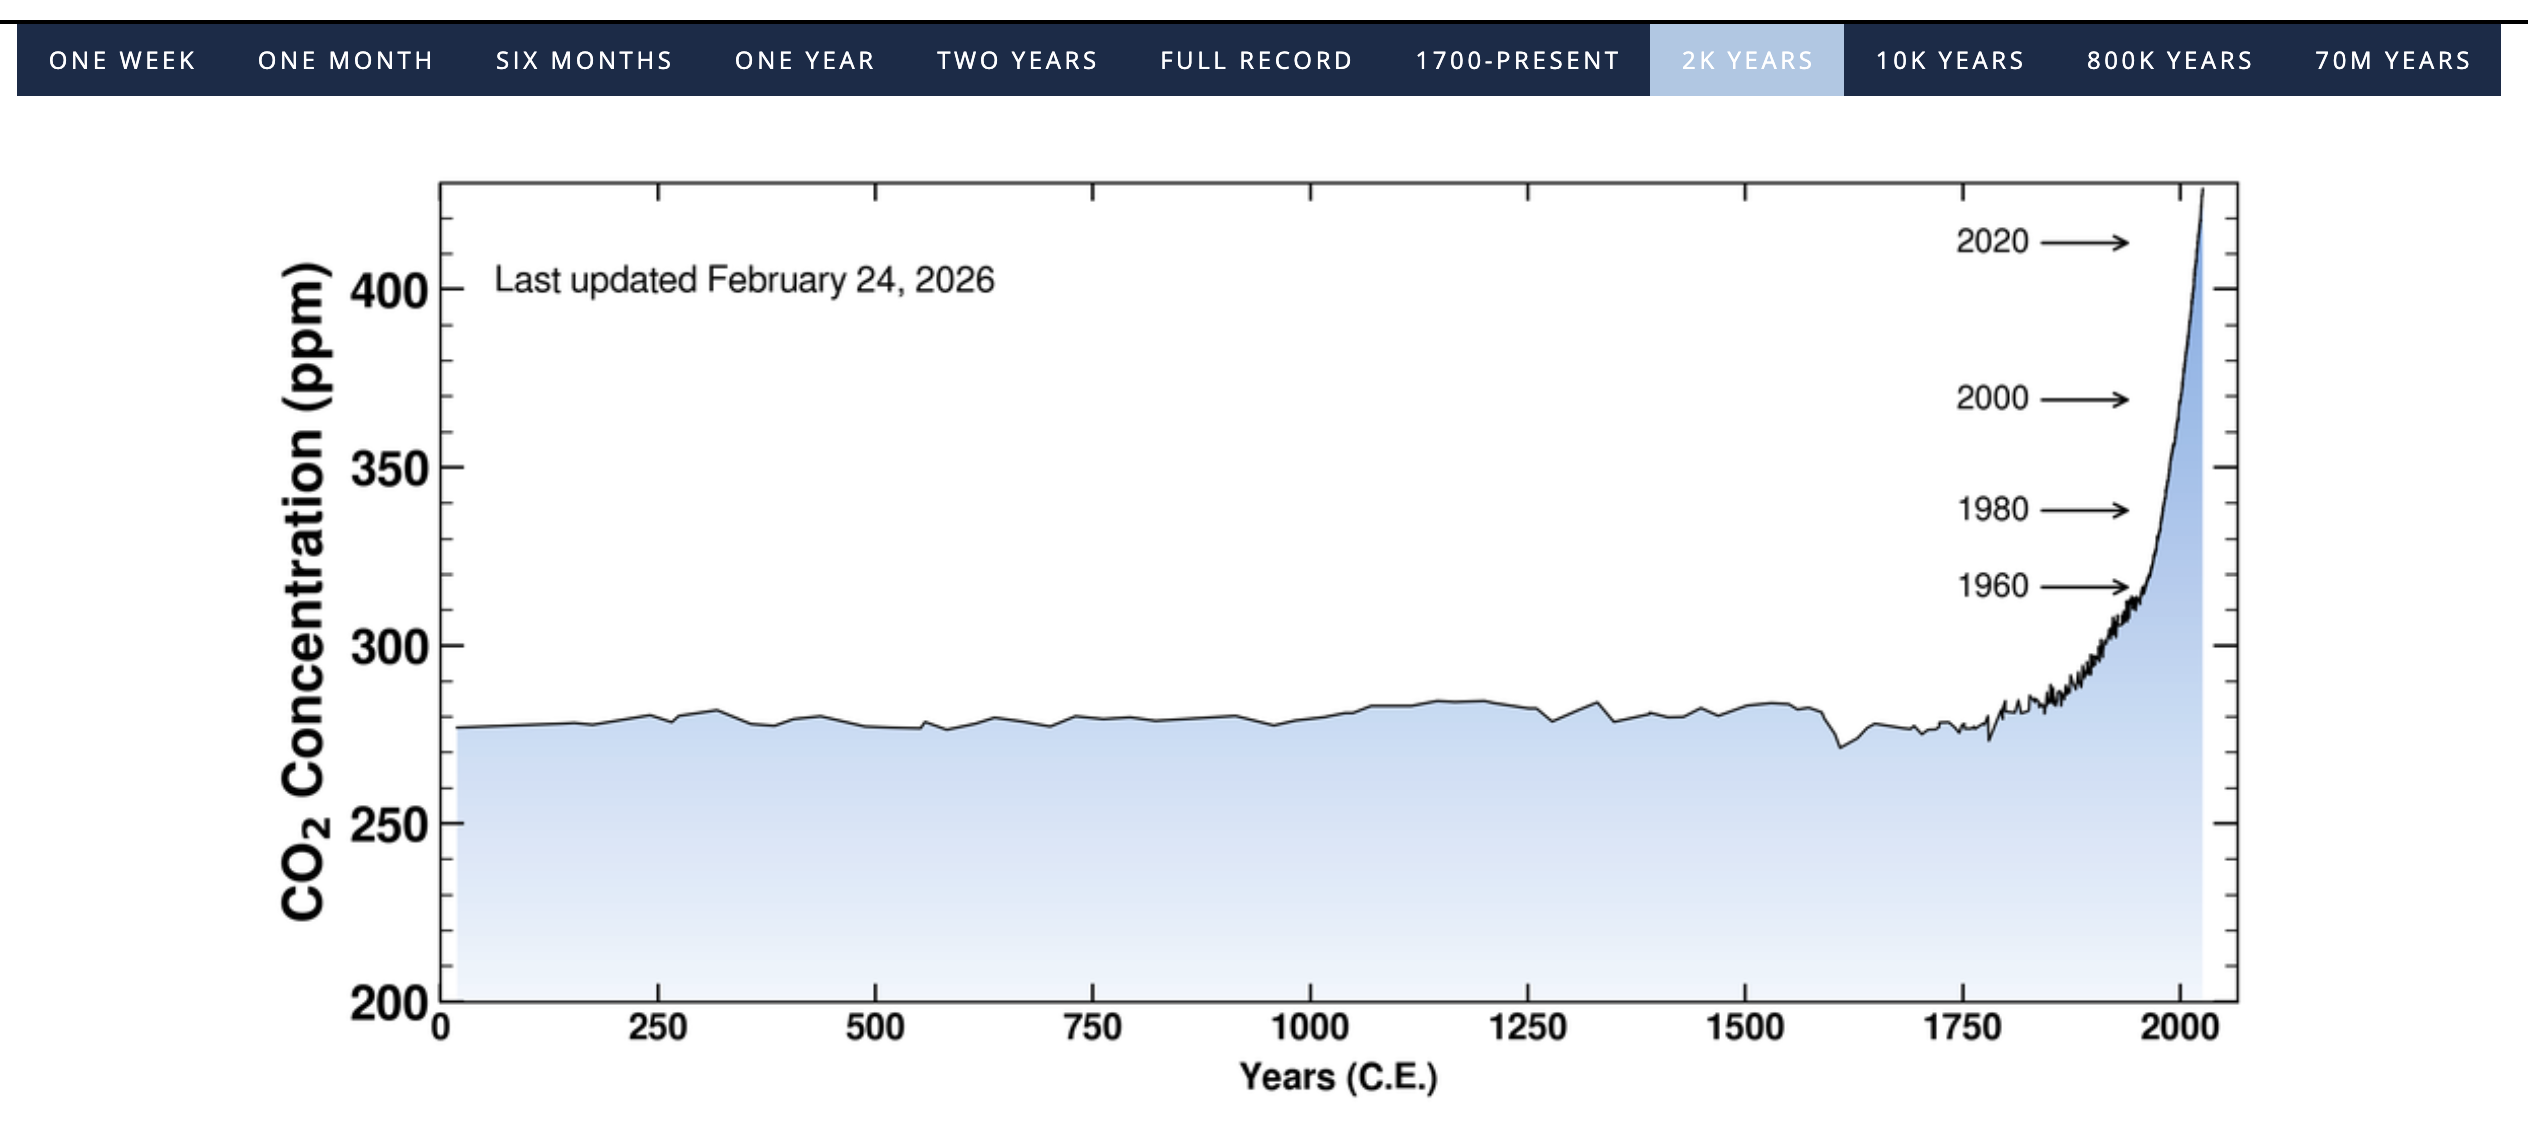 ONE WEEK ONE MONTH SIX MONTHS ONE YEAR TWO YEARS FULL RECORD 1700-PRESENT 2K YEARS 10K YEARS 800K YEARS 70M YEARS
Last updated February 24, 2026
CO₂ Concentration (ppm)
400
350
300
250
200
2020
2000
1980
1960
0 250 500 750 1000 1250 1500 1750 2000
Years (C.E.)